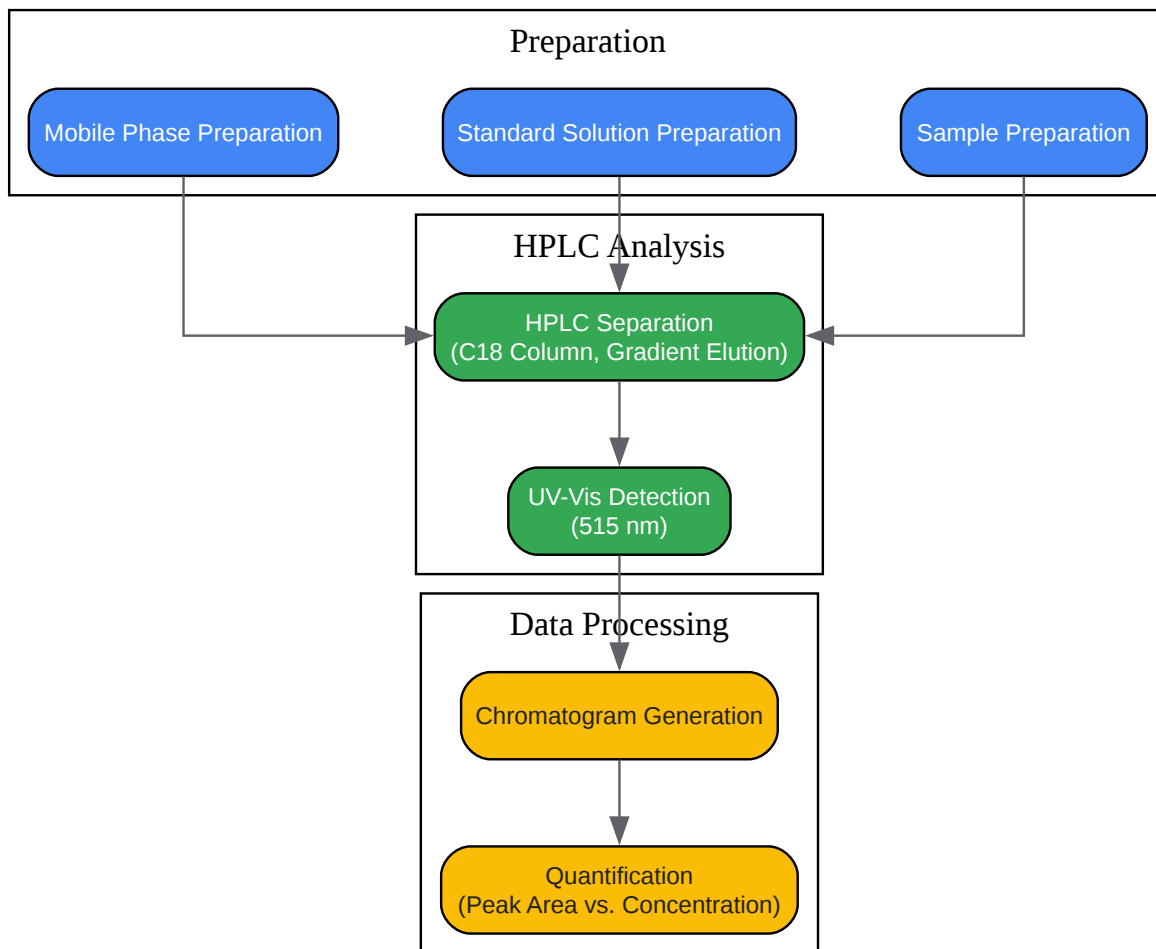 Preparation
Mobile Phase Preparation
Standard Solution Preparation
Sample Preparation
HPLC Analysis
HPLC Separation
(C18 Column, Gradient Elution)
UV-Vis Detection
(515 nm)
Data Processing
Chromatogram Generation
Quantification
(Peak Area vs. Concentration)